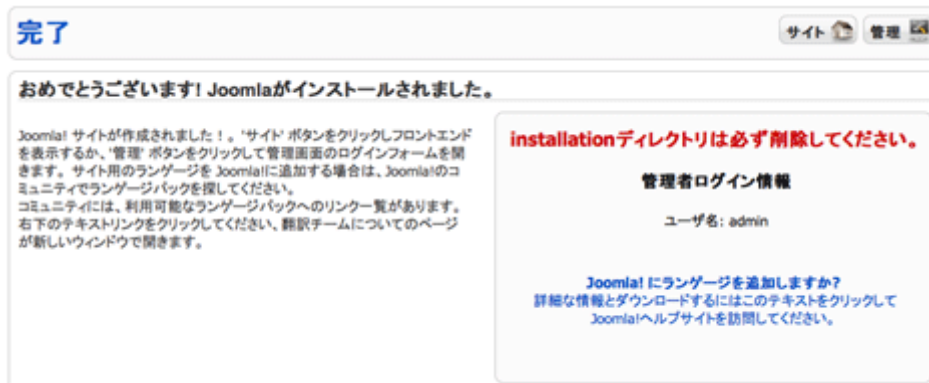 完了
サイト 管理
おめでとうございます! Joomlaがインストールされました。
Joomla! サイトが作成されました！。'サイト' ボタンをクリックしフロントエンド
を表示するか、'管理' ボタンをクリックして管理画面のログインフォームを開
きます。サイト用のランゲージを Joomla!に追加する場合は、Joomla!のコ
ミュニティでランゲージパックを探してください。
コミュニティには、利用可能なランゲージパックへのリンク一覧があります。
右下のテキストリンクをクリックしてください、翻訳チームについてのページ
が新しいウィンドウで開きます。
installationディレクトリは必ず削除してください。
管理者ログイン情報
ユーザ名: admin
Joomla! にランゲージを追加しますか?
詳細な情報とダウンロードするにはこのテキストをクリックして
Joomla!ヘルプサイトを訪問してください。